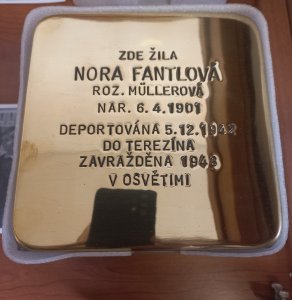 ZDE ŽILA
NORA FANTLOVÁ
ROZ. MÜLLEROVÁ
NAR. 6.4.1901
DEPORTOVÁNA 5.12.1942
DO TEREZÍNA
ZAVRAŽDĚNA 1943
V OSVĚTIMI